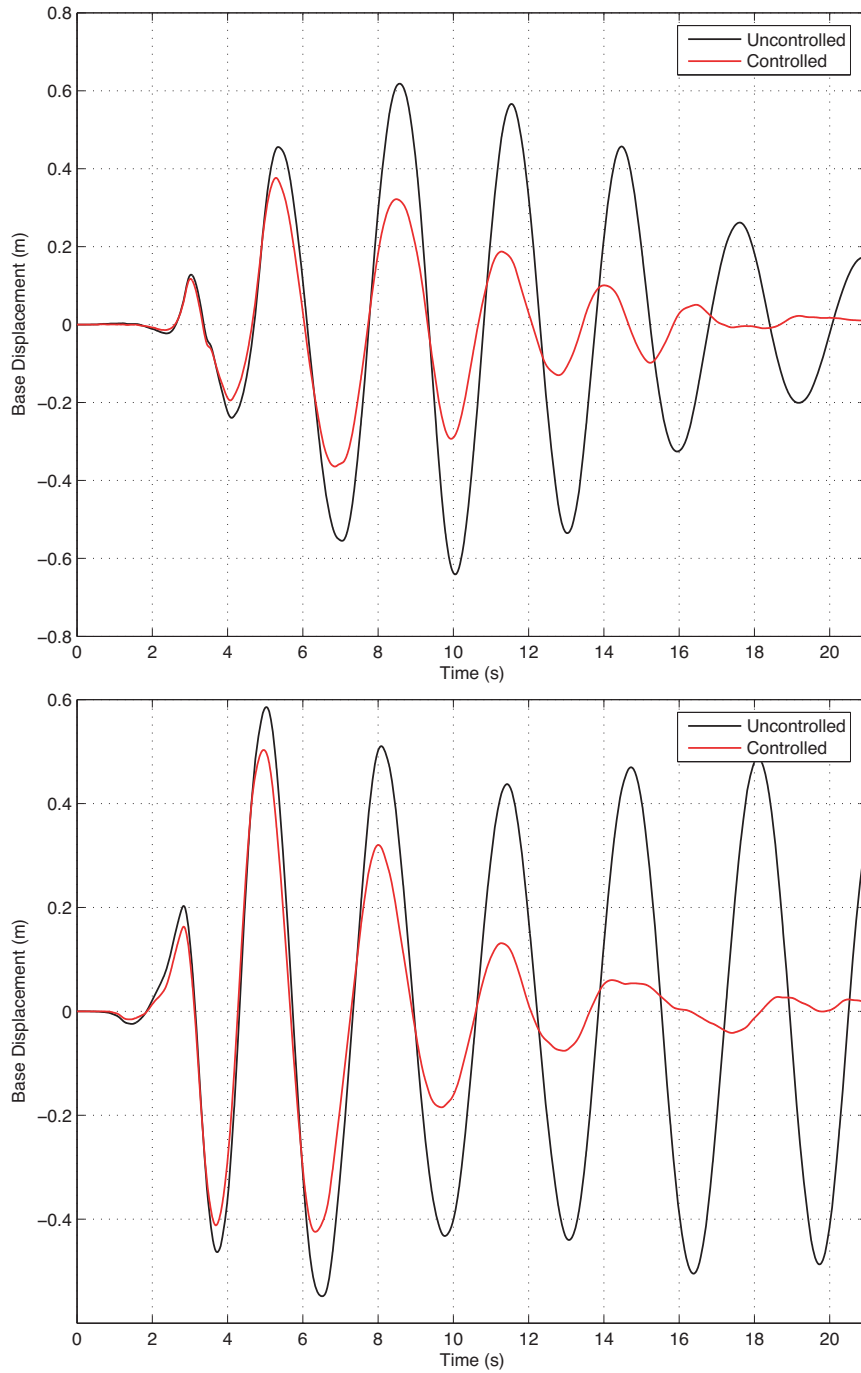 0.8
0.6
0.4
0.2
0
−0.2
−0.4
−0.6
−0.8
Base Displacement (m)
Uncontrolled
Controlled
0 2 4 6 8 10 12 14 16 18 20
Time (s)
0.6
0.4
0.2
0
−0.2
−0.4
Base Displacement (m)
Uncontrolled
Controlled
0 2 4 6 8 10 12 14 16 18 20
Time (s)